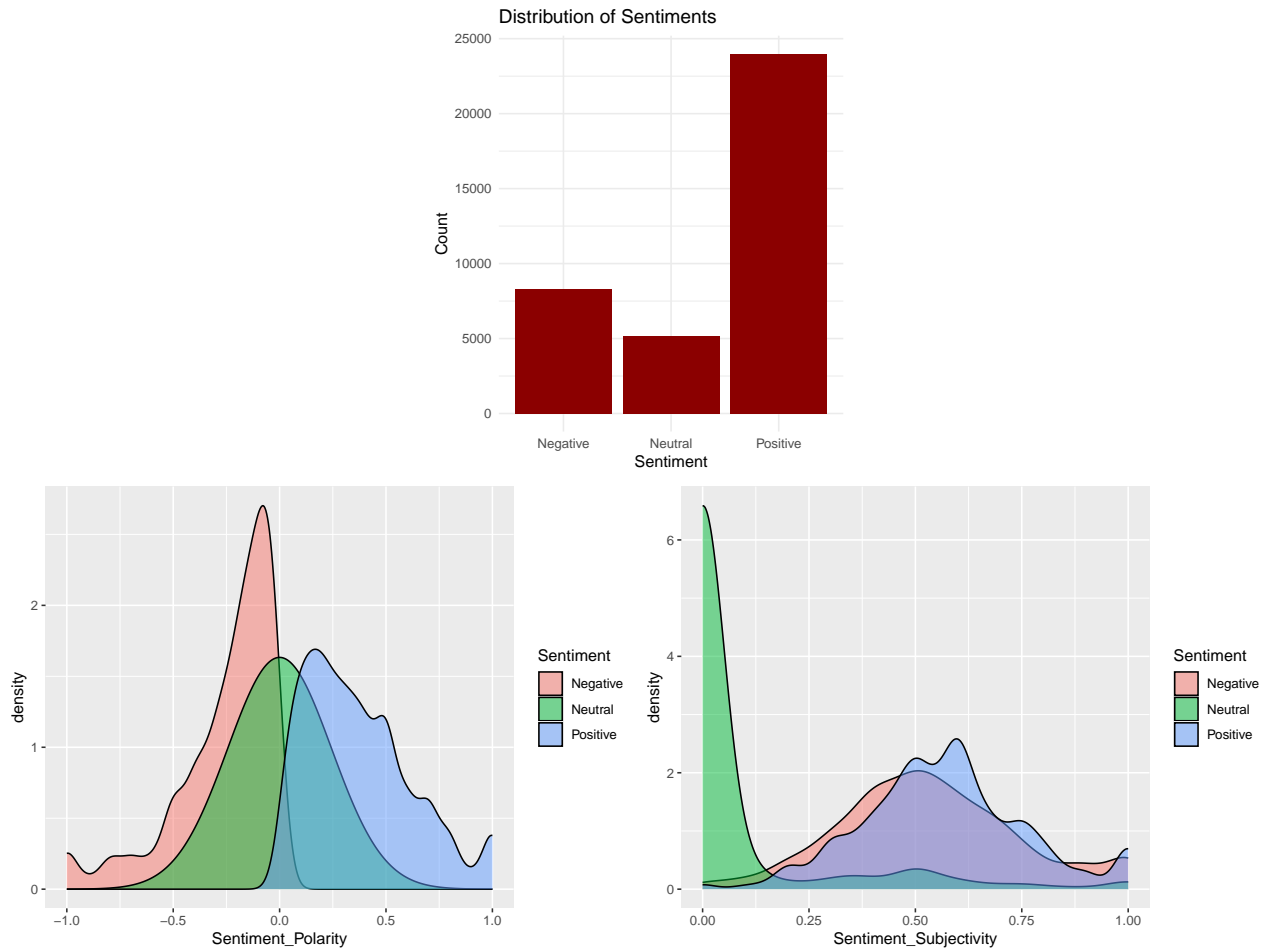 Distribution of Sentiments
25000
20000
15000
10000
5000
0
Count
Negative Neutral Positive
Sentiment
2
1
0
density
−1.0 −0.5 0.0 0.5 1.0
Sentiment_Polarity
Sentiment
Negative
Neutral
Positive
6
4
2
0
density
0.00 0.25 0.50 0.75 1.00
Sentiment_Subjectivity
Sentiment
Negative
Neutral
Positive